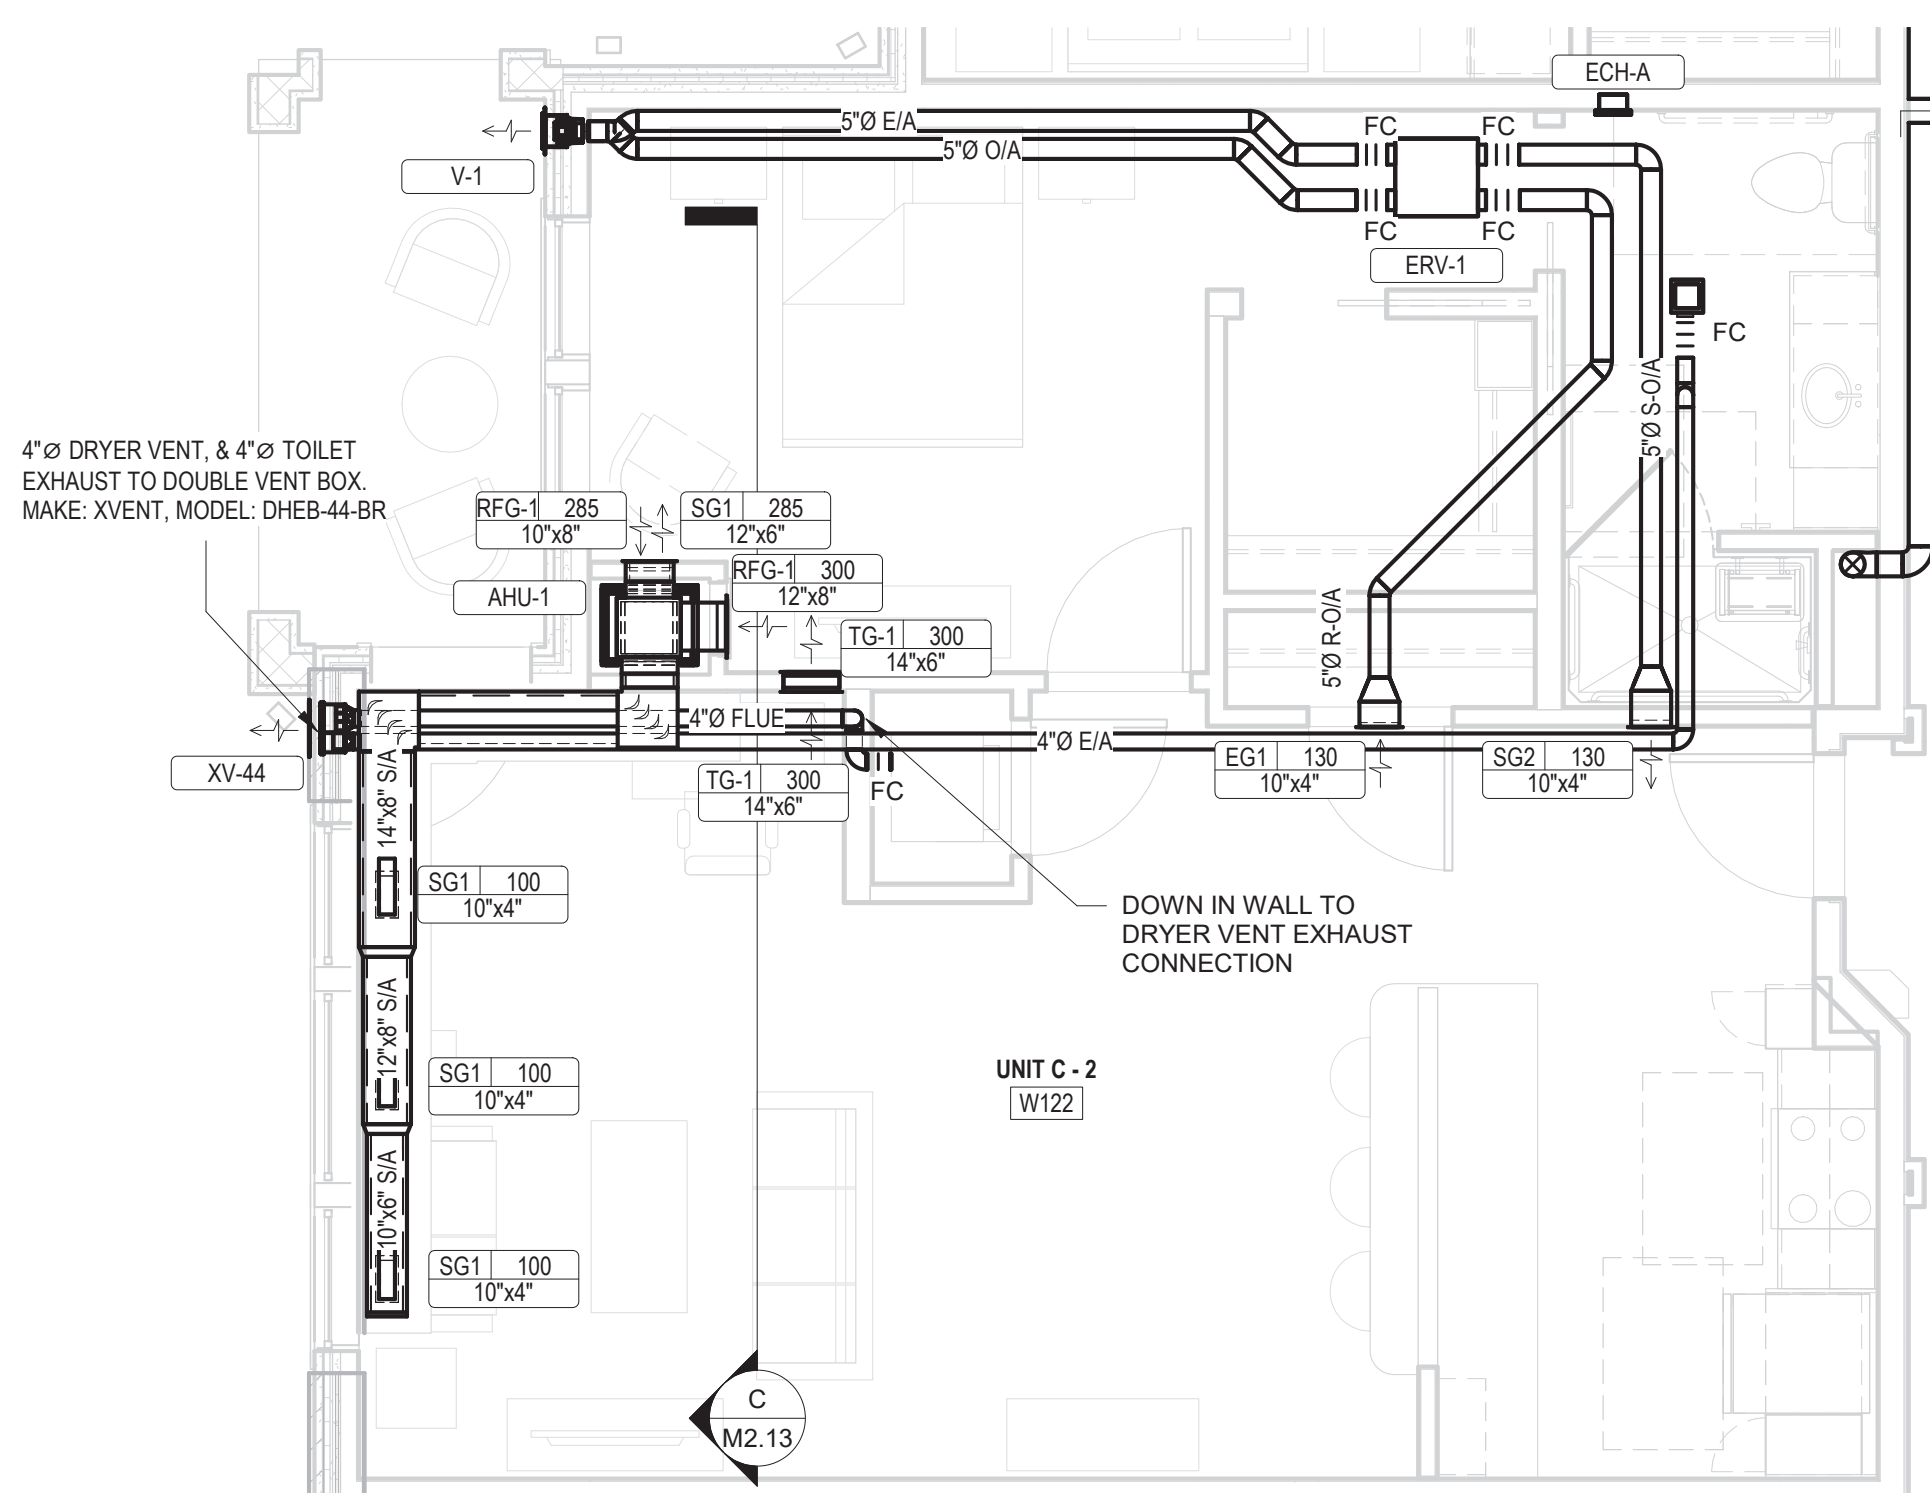 ECH-A
5"Ø E/A
5"Ø O/A
FC
FC
V-1
FC
FC
ERV-1
FC
5"Ø S-O/A
4"Ø DRYER VENT, & 4"Ø TOILET
EXHAUST TO DOUBLE VENT BOX.
MAKE: XVENT, MODEL: DHEB-44-BR
RFG-1 285
10"x8"
SG1 285
12"x6"
RFG-1 300
12"x8"
AHU-1
TG-1 300
14"x6"
5"Ø R-O/A
4"Ø FLUE
4"Ø E/A
XV-44
14"x8" S/A
TG-1 300
14"x6"
FC
EG1 130
10"x4"
SG2 130
10"x4"
SG1 100
10"x4"
DOWN IN WALL TO
DRYER VENT EXHAUST
CONNECTION
12"x8" S/A
SG1 100
10"x4"
UNIT C - 2
W122
10"x6" S/A
SG1 100
10"x4"
C
M2.13